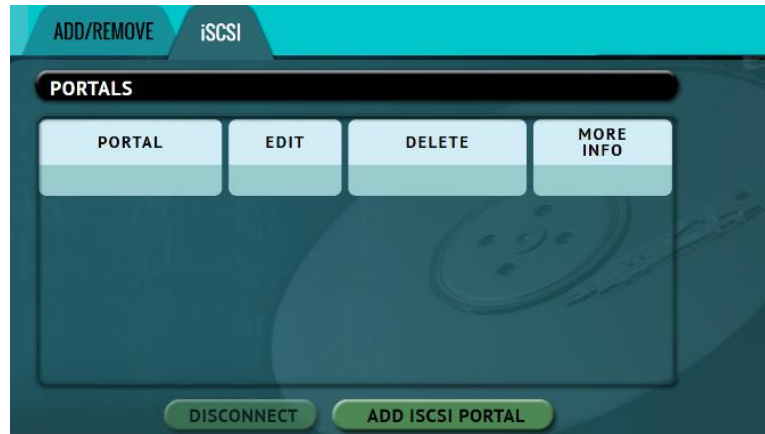 ADD/REMOVE iSCSI
PORTALS
PORTAL EDIT DELETE MORE
INFO
DISCONNECT ADD ISCSI PORTAL